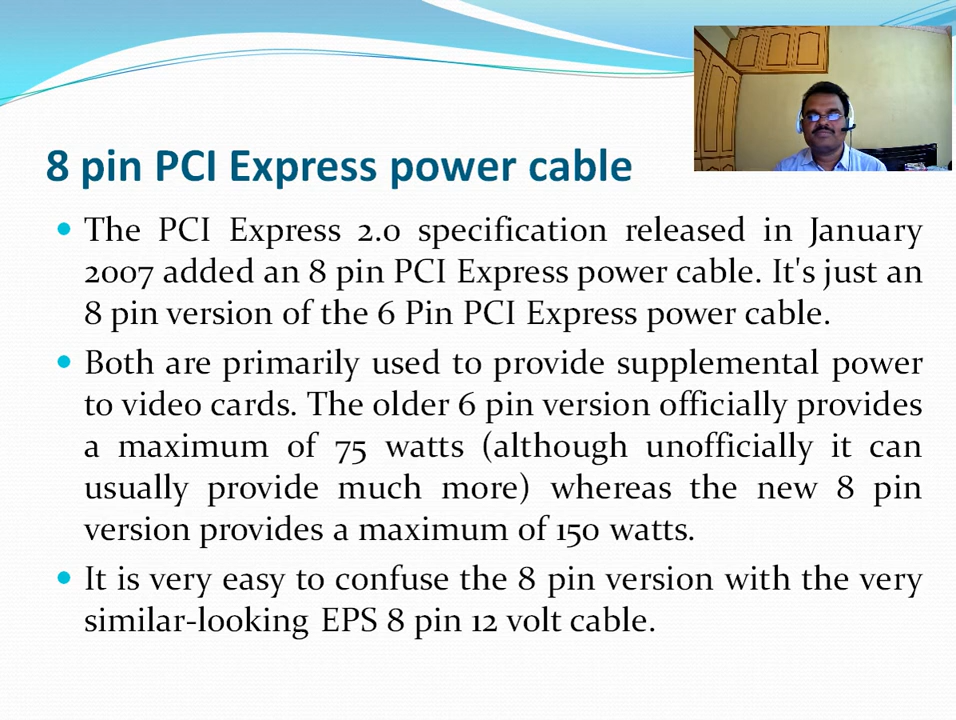 8 pin PCI Express power cable
The PCI Express 2.0 specification released in January
2007 added an 8 pin PCI Express power cable. It's just an
8 pin version of the 6 Pin PCI Express power cable.
Both are primarily used to provide supplemental power
to video cards. The older 6 pin version officially provides
a maximum of 75 watts (although unofficially it can
usually provide much more) whereas the new 8 pin
version provides a maximum of 150 watts.
It is very easy to confuse the 8 pin version with the very
similar-looking EPS 8 pin 12 volt cable.